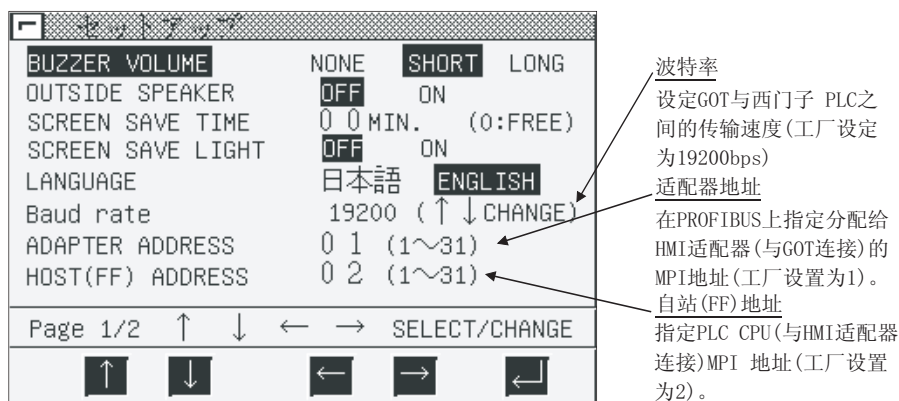 セットアップ
BUZZER VOLUME NONE SHORT LONG
OUTSIDE SPEAKER OFF ON
SCREEN SAVE TIME 0 0 MIN. (0:FREE)
SCREEN SAVE LIGHT OFF ON
LANGUAGE 日本語 ENGLISH
Baud rate 19200 (↑↓CHANGE)
ADAPTER ADDRESS 0 1 (1~31)
HOST(FF) ADDRESS 0 2 (1~31)
Page 1/2 ↑ ↓ ← → SELECT/CHANGE
↑ ↓ ← → ↵
波特率
设定GOT与西门子 PLC之
间的传输速度(工厂设定
为19200bps)
适配器地址
在PROFIBUS上指定分配给
HMI适配器(与GOT连接)的
MPI地址(工厂设置为1)。
自站(FF)地址
指定PLC CPU(与HMI适配器
连接)MPI 地址(工厂设置
为2)。